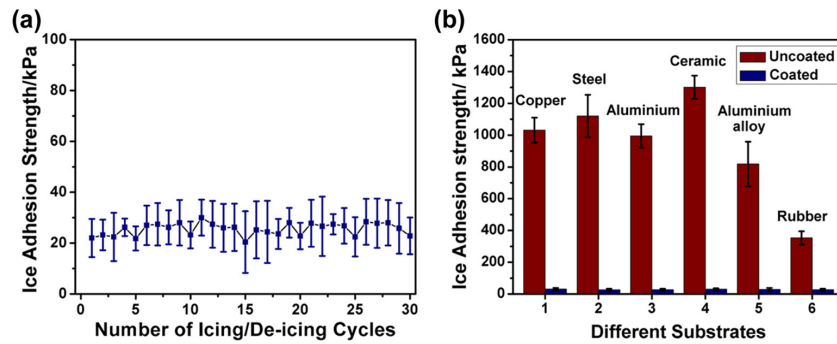 (a)
Ice Adhesion Strength/kPa
100
80
60
40
20
0
0 5 10 15 20 25 30
Number of Icing/De-icing Cycles
(b)
Ice Adhesion strength/ kPa
1600
1400
1200
1000
800
600
400
200
0
Uncoated
Coated
Copper
Steel
Aluminium
Ceramic
Aluminium
alloy
Rubber
1 2 3 4 5 6
Different Substrates